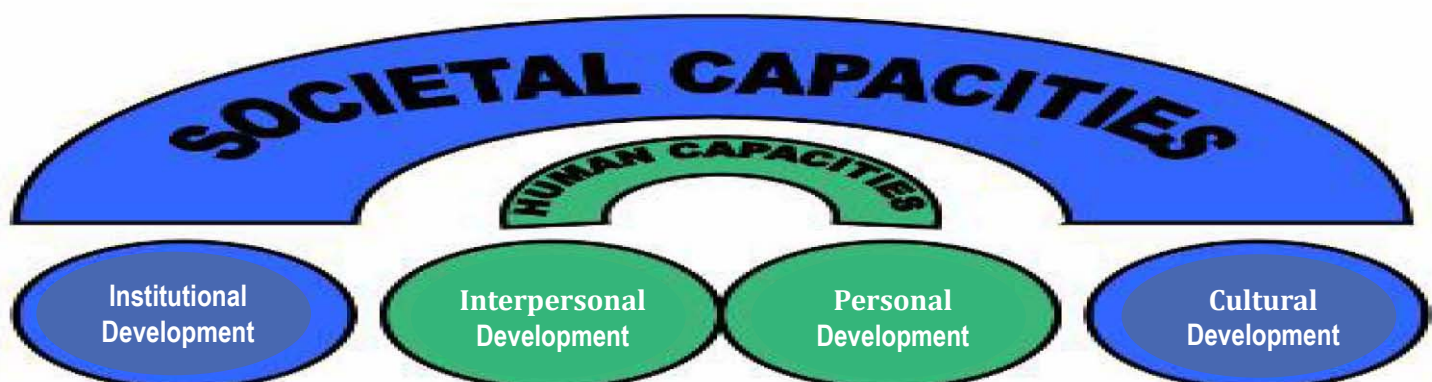 SOCIETAL CAPACITIES
HUMAN CAPACITIES
Institutional
Development
Interpersonal
Development
Personal
Development
Cultural
Development